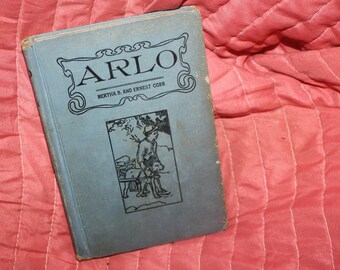 ARLO
BERTHA B. AND ERNEST COBB